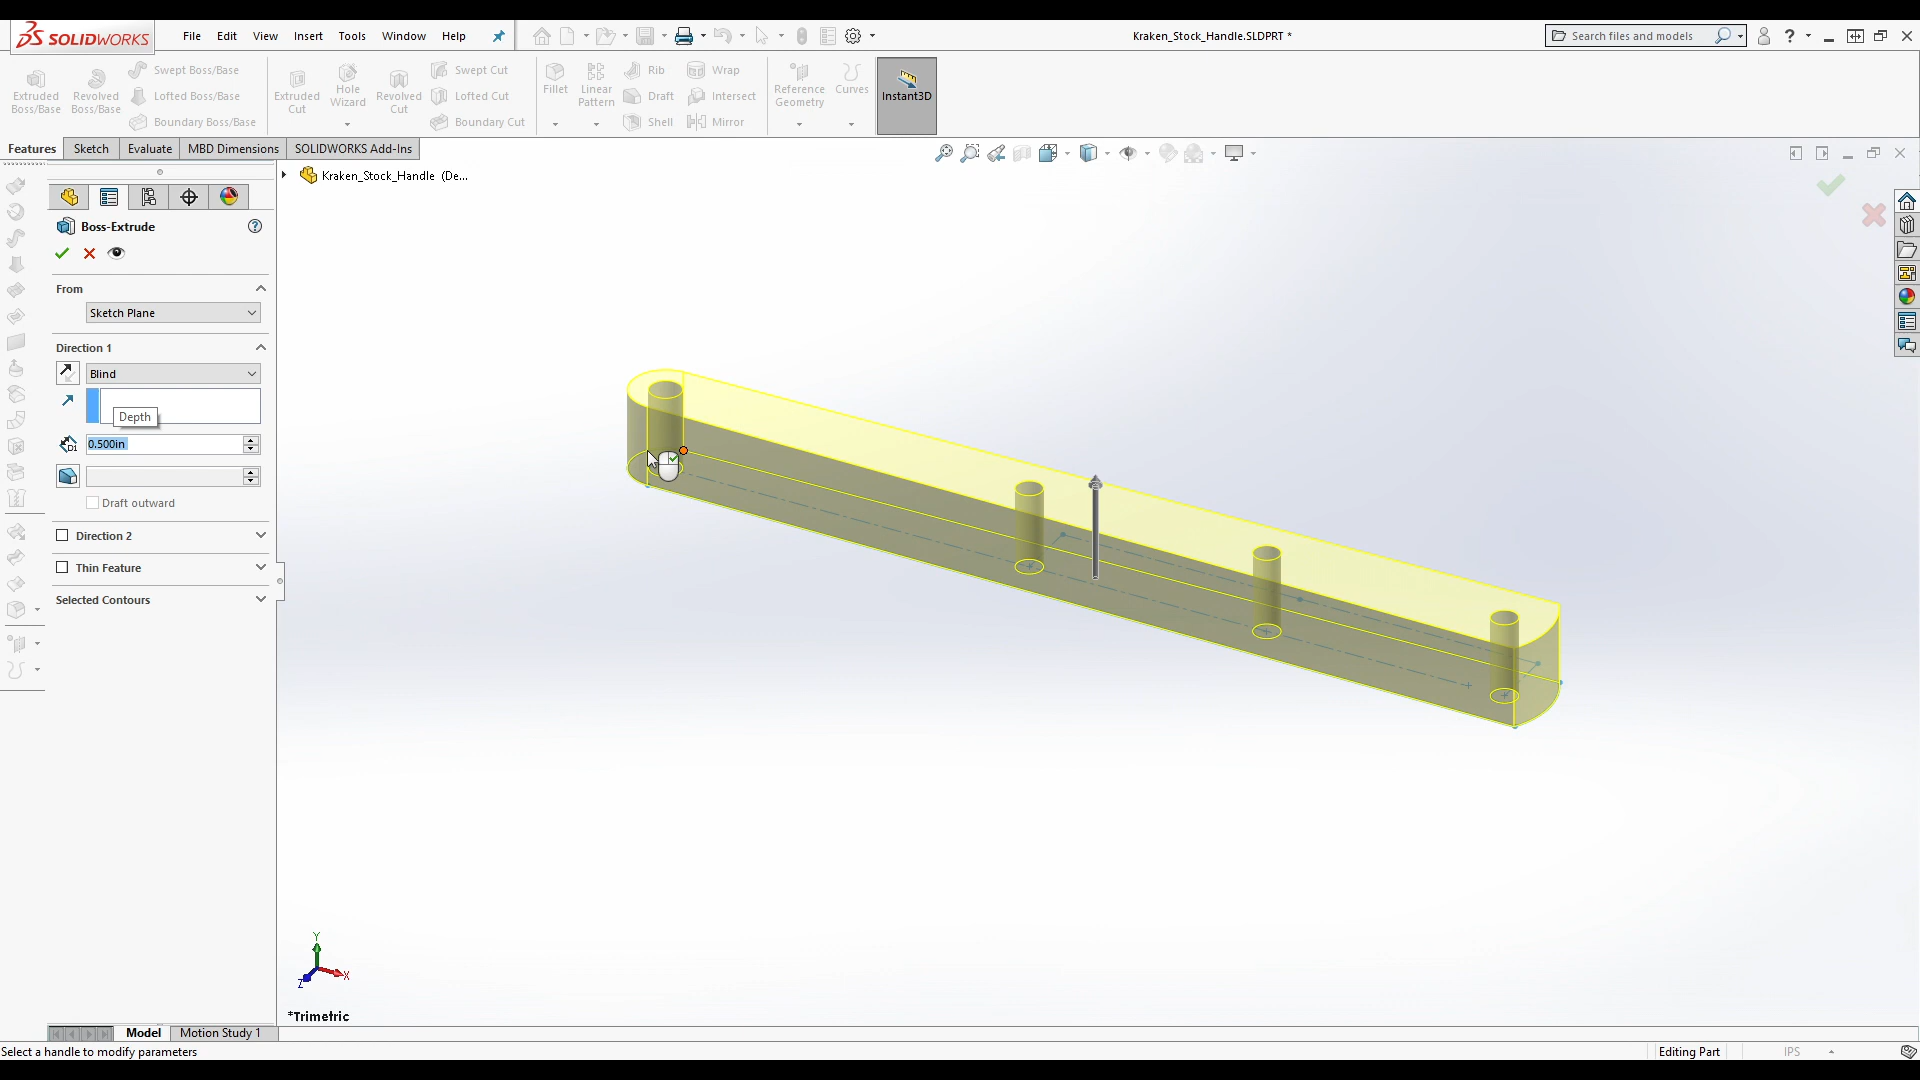 SOLIDWORKS
File Edit View Insert Tools Window Help
Kraken_Stock_Handle.SLDPRT *
Search files and models
?
Extruded Boss/Base
Revolved Boss/Base
Swept Boss/Base
Lofted Boss/Base
Boundary Boss/Base
Extruded Cut
Hole Wizard
Revolved Cut
Swept Cut
Lofted Cut
Boundary Cut
Fillet
Linear Pattern
Rib
Draft
Shell
Wrap
Intersect
Mirror
Reference Geometry
Curves
Instant3D
Features Sketch Evaluate MBD Dimensions SOLIDWORKS Add-Ins
Kraken_Stock_Handle (De...
Boss-Extrude
?
From
Sketch Plane
Direction 1
Blind
Depth
D1
0.500in
Draft outward
Direction 2
Thin Feature
Selected Contours
Y
X
Z
*Trimetric
Model Motion Study 1
Select a handle to modify parameters
Editing Part
IPS